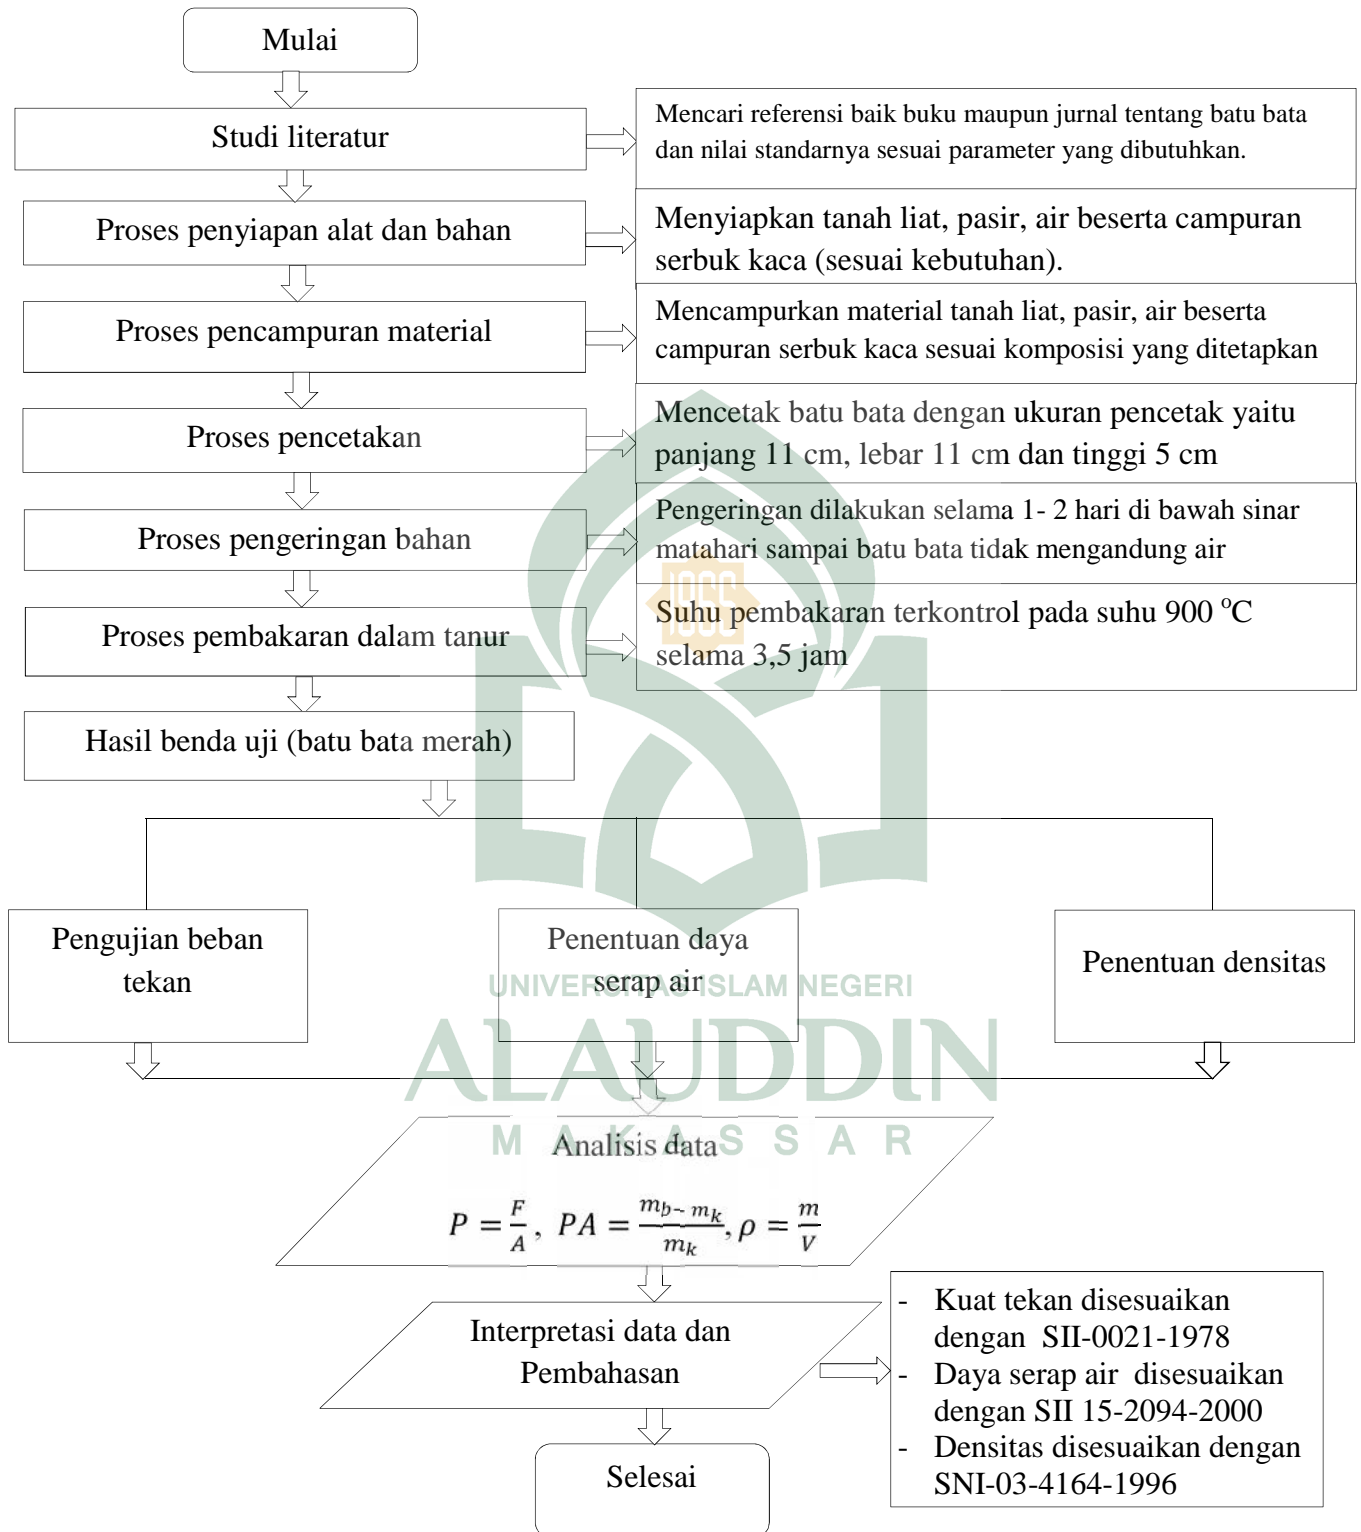 Mulai
Studi literatur
Mencari referensi baik buku maupun jurnal tentang batu bata
dan nilai standarnya sesuai parameter yang dibutuhkan.
Proses penyiapan alat dan bahan
Menyiapkan tanah liat, pasir, air beserta campuran
serbuk kaca (sesuai kebutuhan).
Proses pencampuran material
Mencampurkan material tanah liat, pasir, air beserta
campuran serbuk kaca sesuai komposisi yang ditetapkan
Proses pencetakan
Mencetak batu bata dengan ukuran pencetak yaitu
panjang 11 cm, lebar 11 cm dan tinggi 5 cm
Proses pengeringan bahan
Pengeringan dilakukan selama 1- 2 hari di bawah sinar
matahari sampai batu bata tidak mengandung air
1965
Proses pembakaran dalam tanur
Suhu pembakaran terkontrol pada suhu 900 °C
selama 3,5 jam
Hasil benda uji (batu bata merah)
Pengujian beban
tekan
Penentuan daya
serap air
Penentuan densitas
UNIVERSITAS ISLAM NEGERI
ALAUDDIN
MAKASSAR
Analisis data
P = F/A , PA = (m_b - m_k)/m_k , ρ = m/V
Interpretasi data dan
Pembahasan
- Kuat tekan disesuaikan
dengan SII-0021-1978
- Daya serap air disesuaikan
dengan SII 15-2094-2000
- Densitas disesuaikan dengan
SNI-03-4164-1996
Selesai